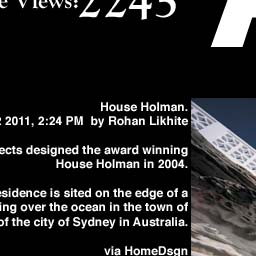 e Views: 2245
House Holman.
2 2011, 2:24 PM by Rohan Likhite
ects designed the award winning
House Holman in 2004.
esidence is sited on the edge of a
ing over the ocean in the town of
of the city of Sydney in Australia.
via HomeDsgn